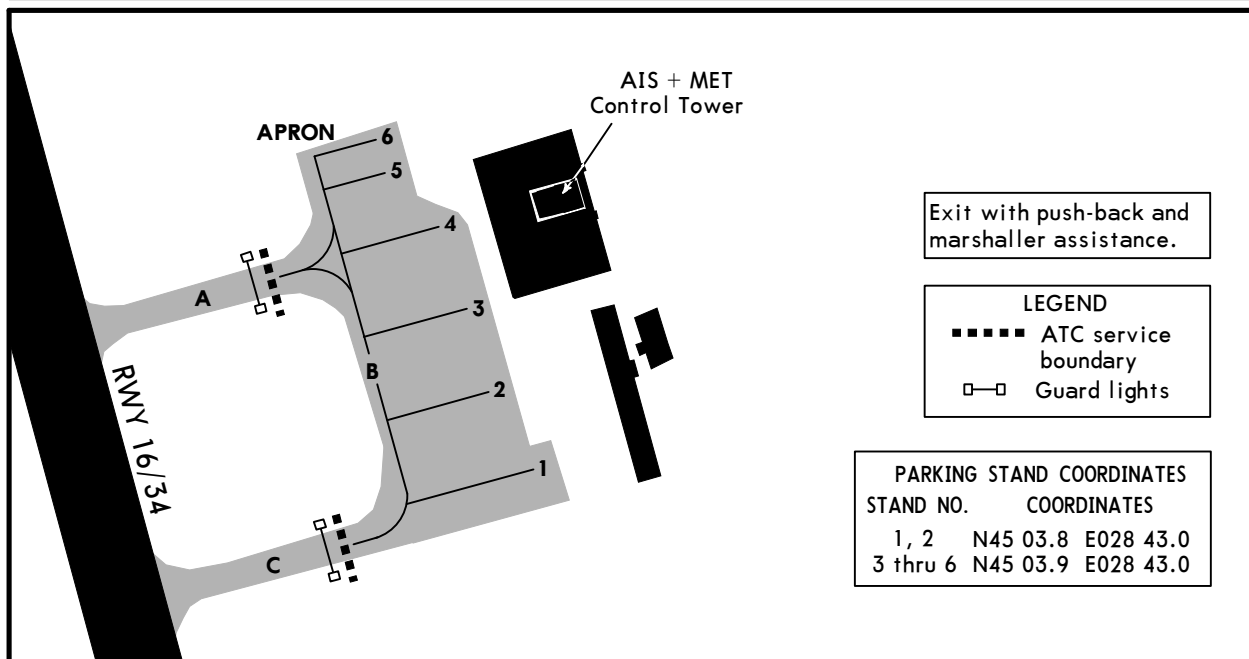 AIS + MET
Control Tower
APRON
6
5
4
3
2
1
A
B
C
RWY 16/34
Exit with push-back and
marshaller assistance.
LEGEND
ATC service
boundary
Guard lights
PARKING STAND COORDINATES
STAND NO. COORDINATES
1, 2 N45 03.8 E028 43.0
3 thru 6 N45 03.9 E028 43.0